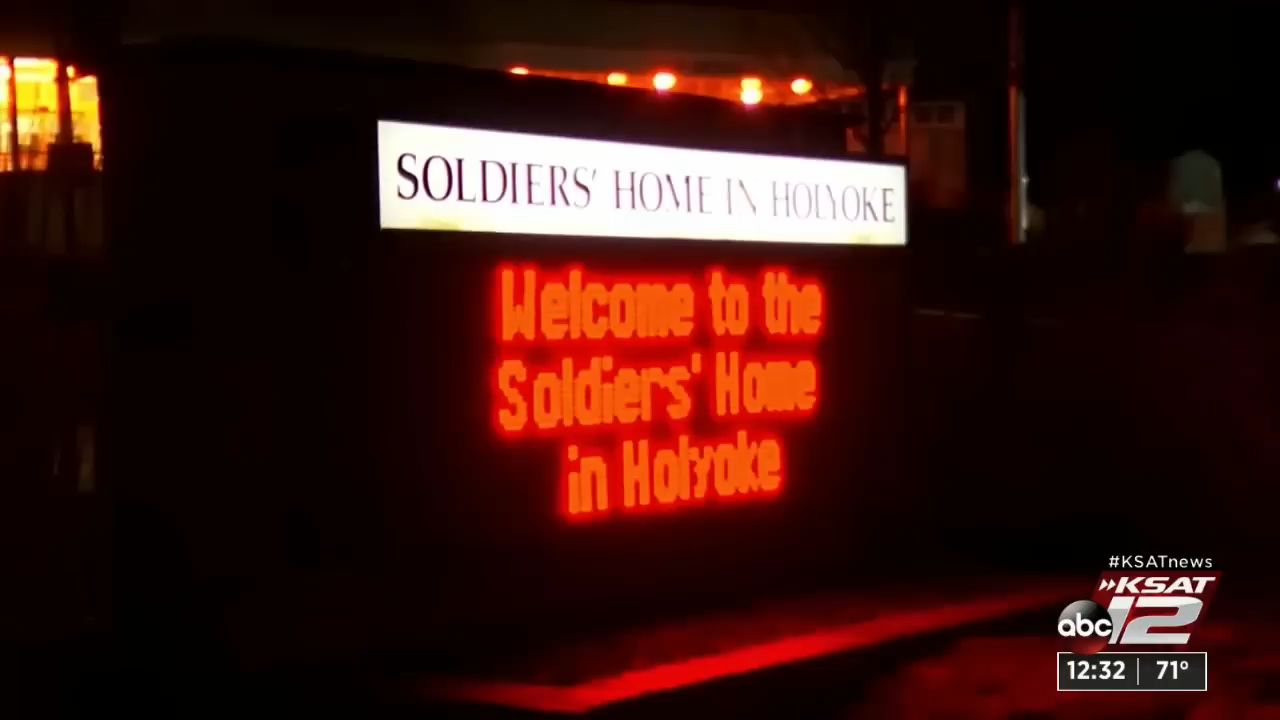 SOLDIERS' HOME IN HOLYOKE
Welcome to the
Soldiers' Home
in Holyoke
#KSATnews
KSAT
abc 12
12:32 71°